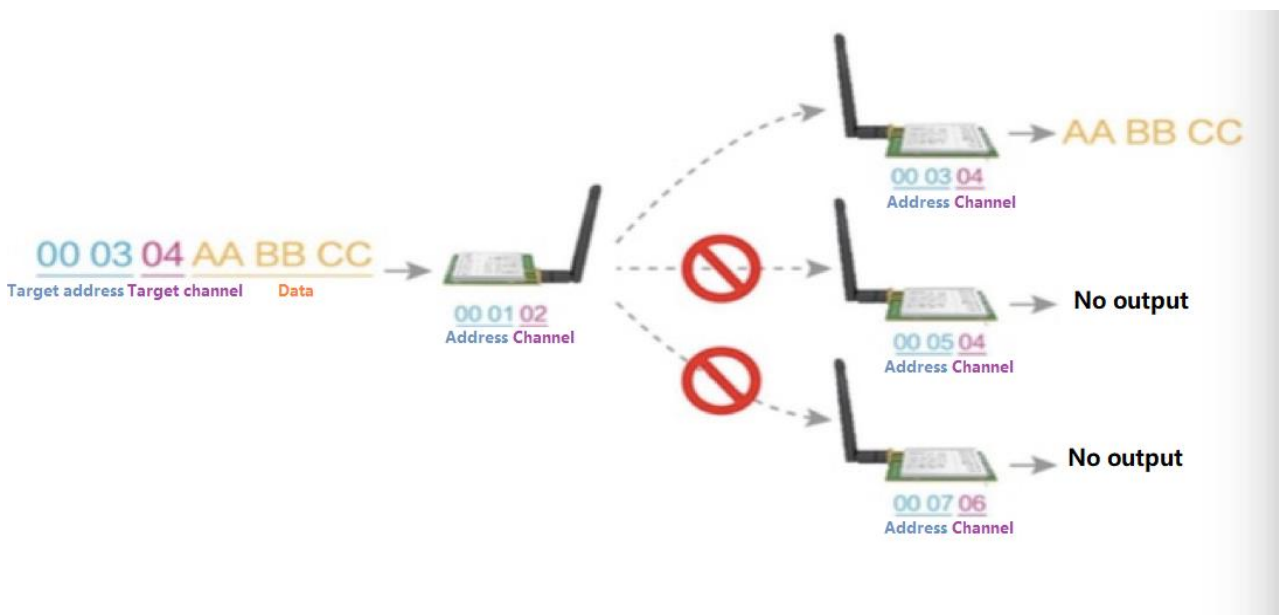 00 03 04 AA BB CC
Target address Target channel Data
00 01 02
Address Channel
AA BB CC
00 03 04
Address Channel
No output
00 05 04
Address Channel
No output
00 07 06
Address Channel